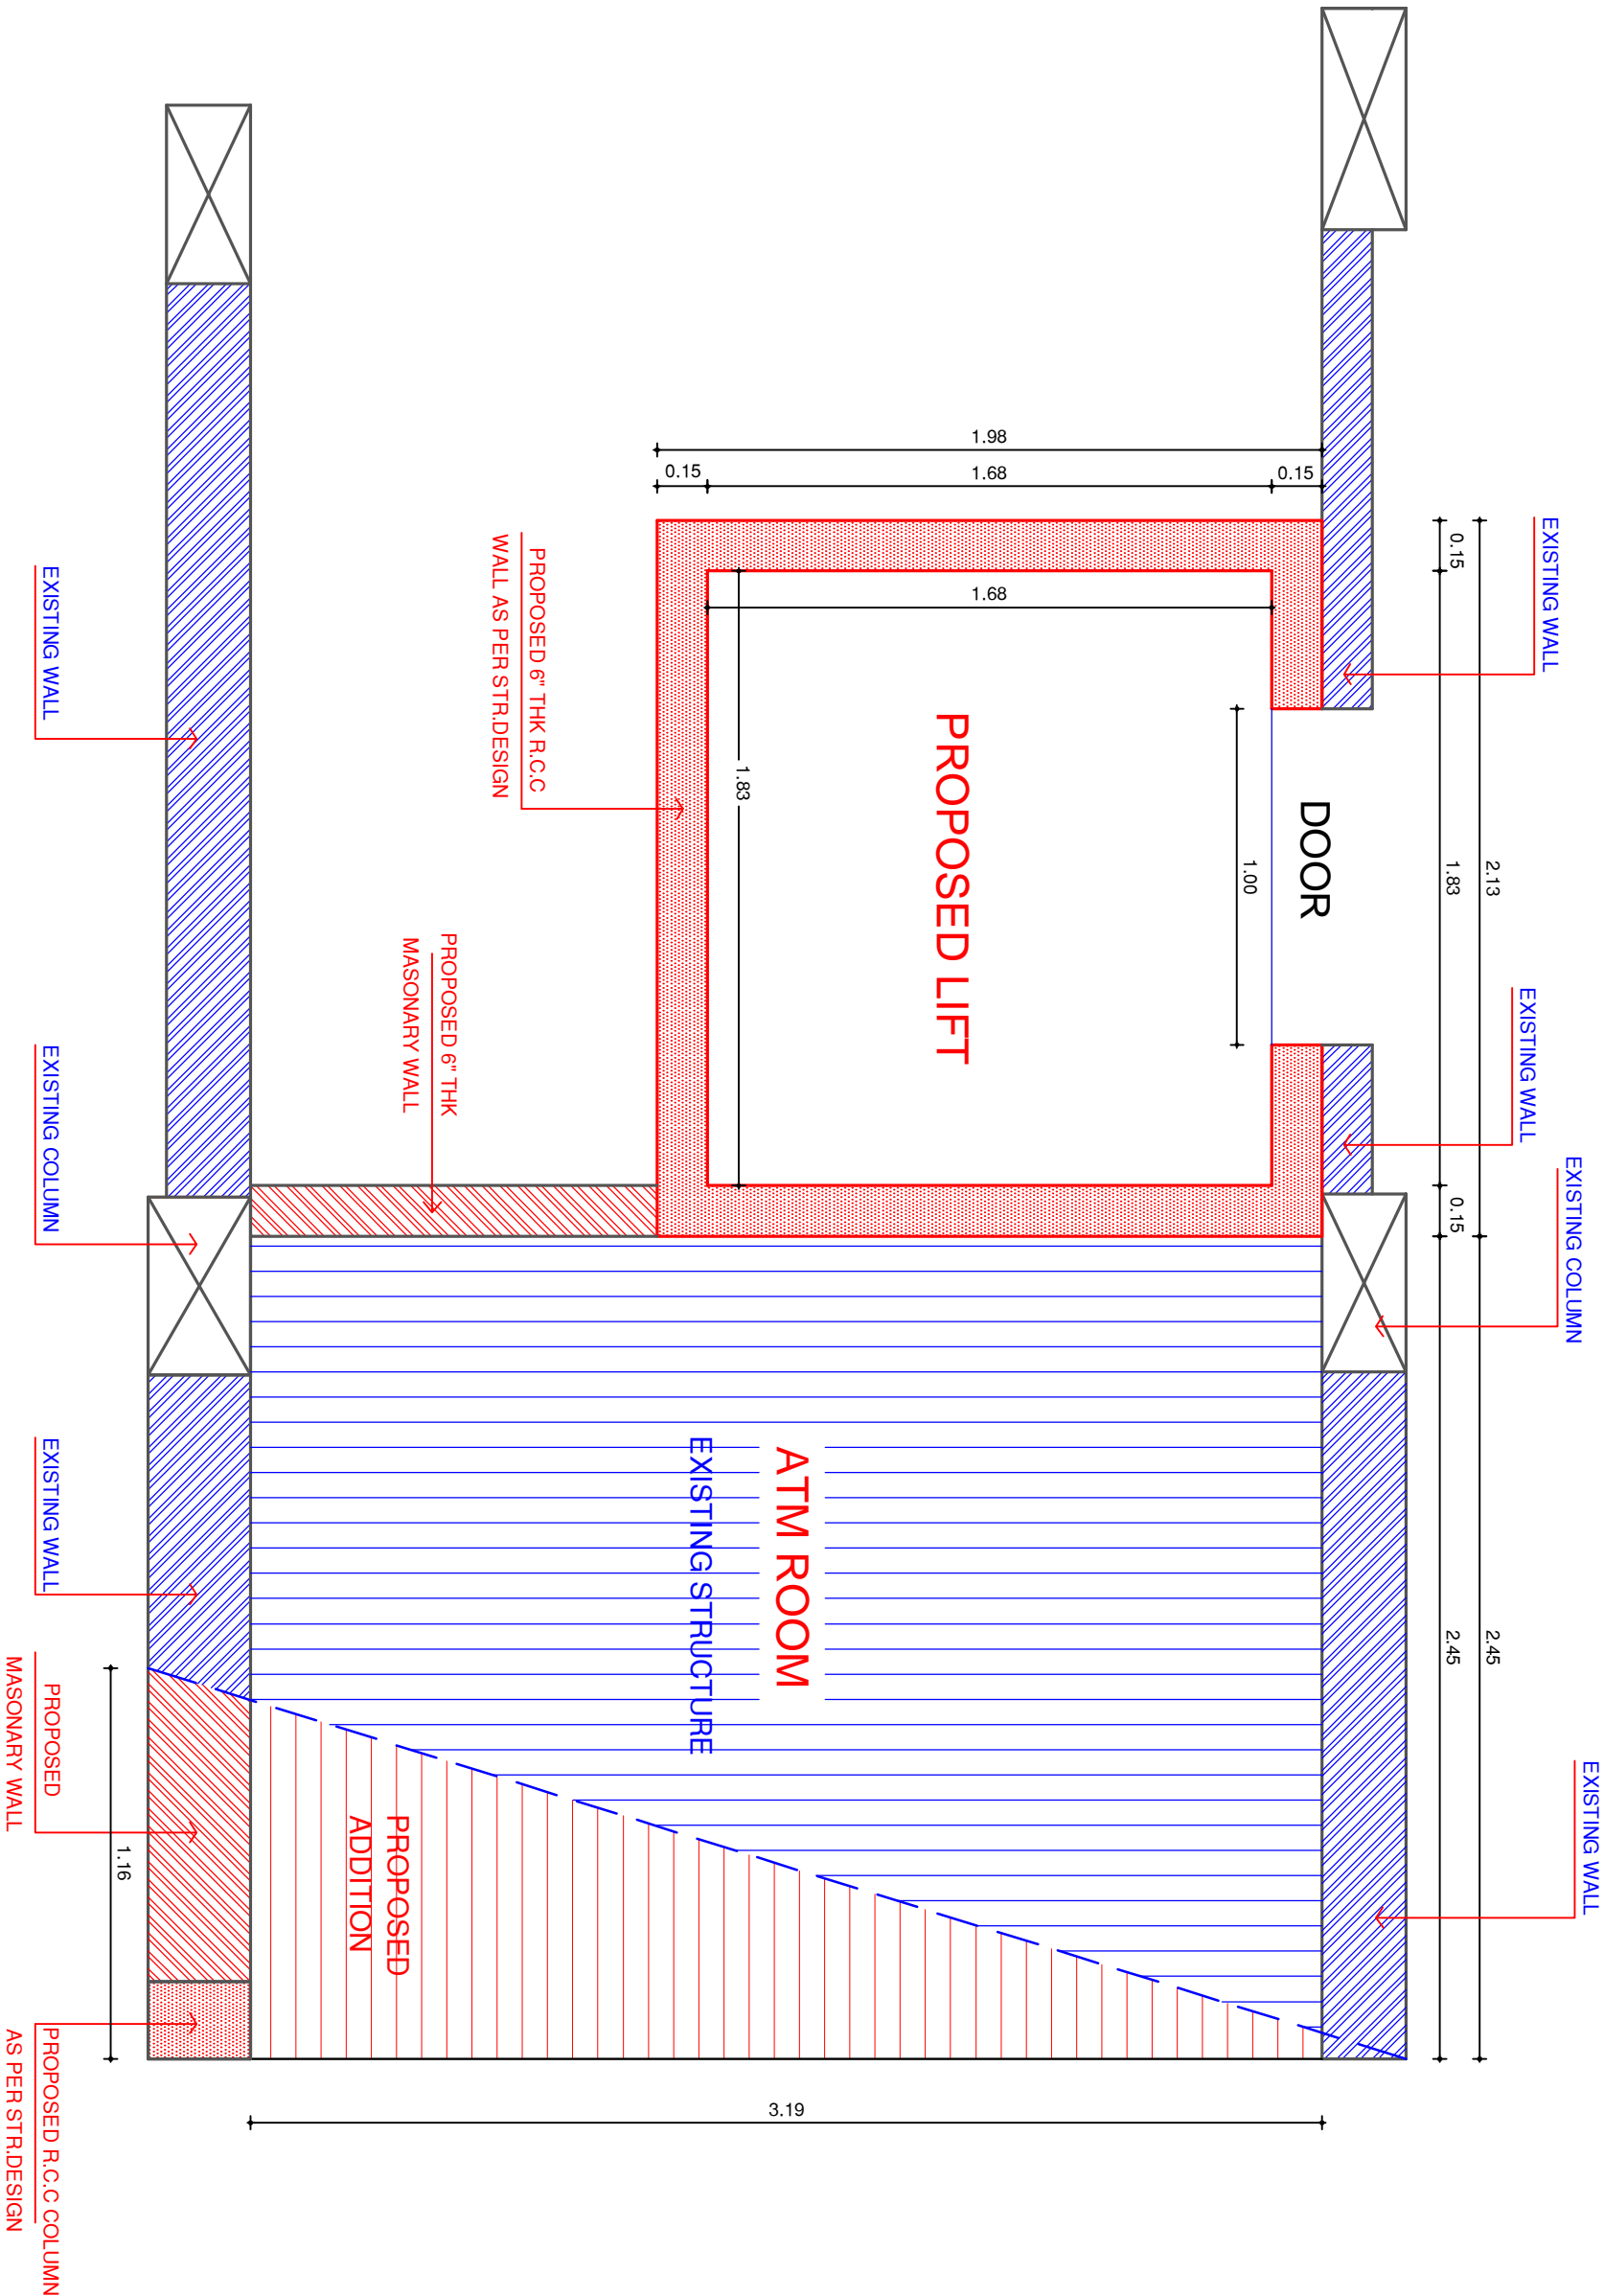 EXISTING WALL
EXISTING WALL
EXISTING COLUMN
EXISTING WALL
2.13
2.45
0.15
1.83
0.15
2.45
DOOR
1.00
1.98
0.15
1.68
0.15
1.68
1.83
PROPOSED LIFT
PROPOSED 6" THK R.C.C
WALL AS PER STR.DESIGN
PROPOSED 6" THK
MASONARY WALL
ATM ROOM
EXISTING STRUCTURE
PROPOSED
ADDITION
3.19
1.16
EXISTING WALL
EXISTING COLUMN
EXISTING WALL
PROPOSED
MASONARY WALL
PROPOSED R.C.C COLUMN
AS PER STR.DESIGN